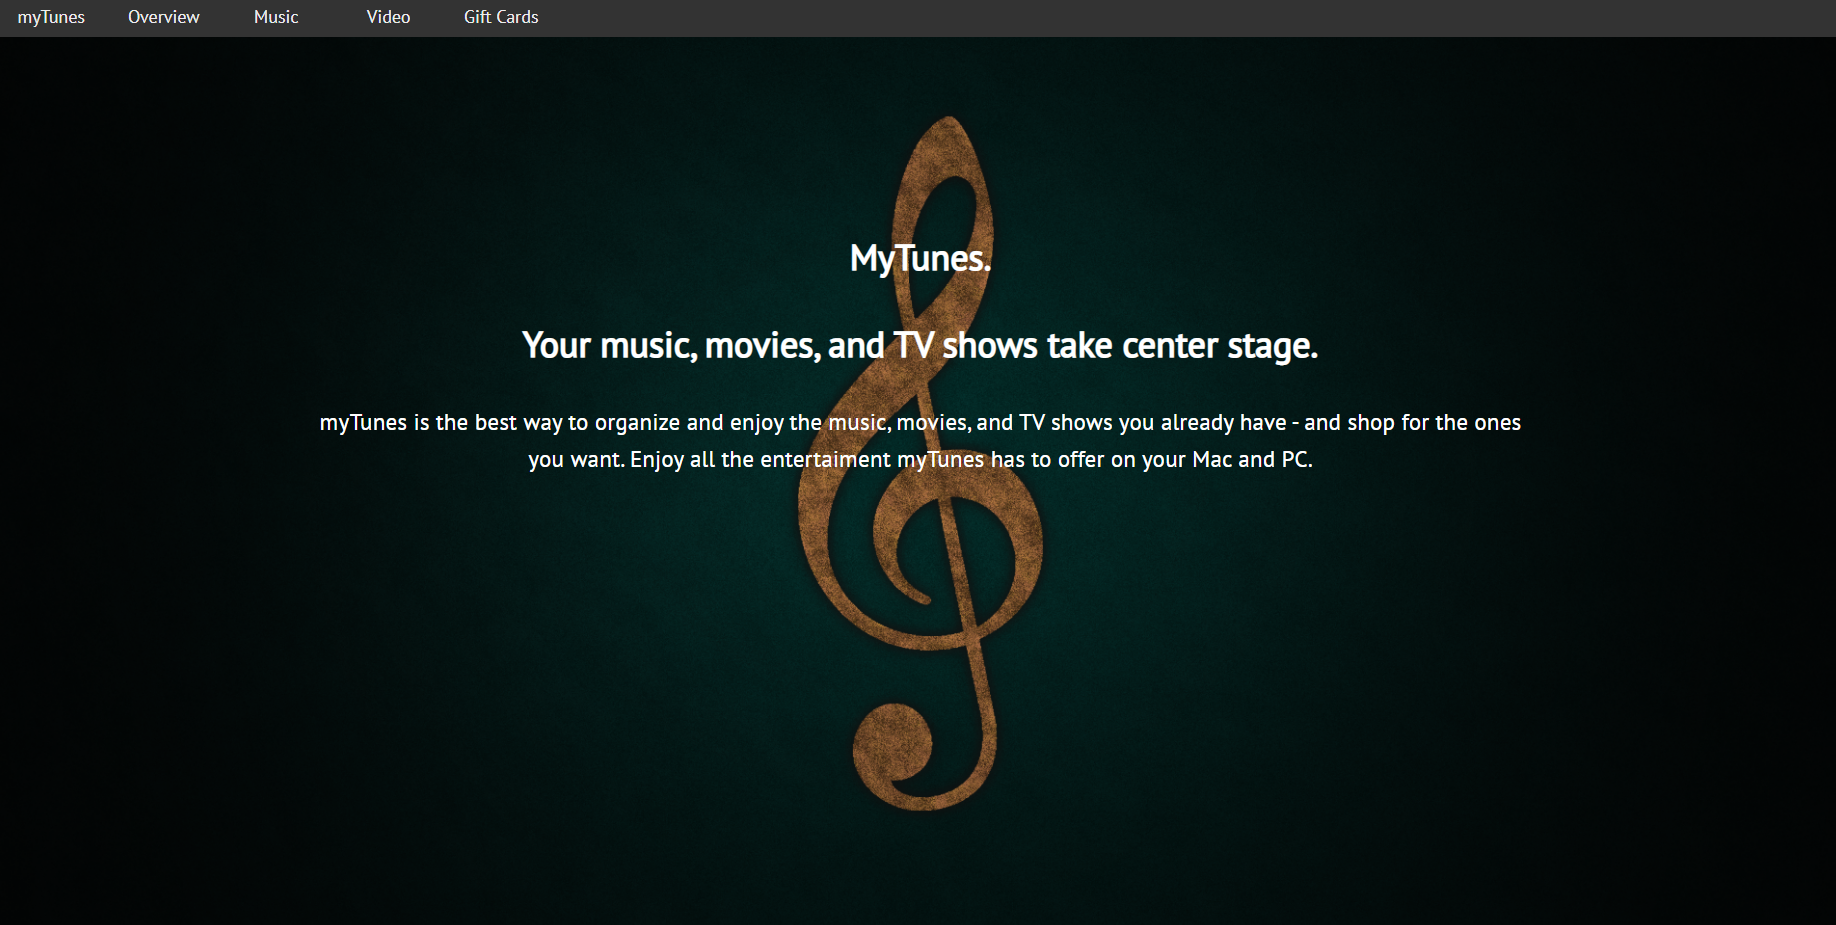 myTunes Overview Music Video Gift Cards
MyTunes.
Your music, movies, and TV shows take center stage.
myTunes is the best way to organize and enjoy the music, movies, and TV shows you already have - and shop for the ones
you want. Enjoy all the entertaiment myTunes has to offer on your Mac and PC.